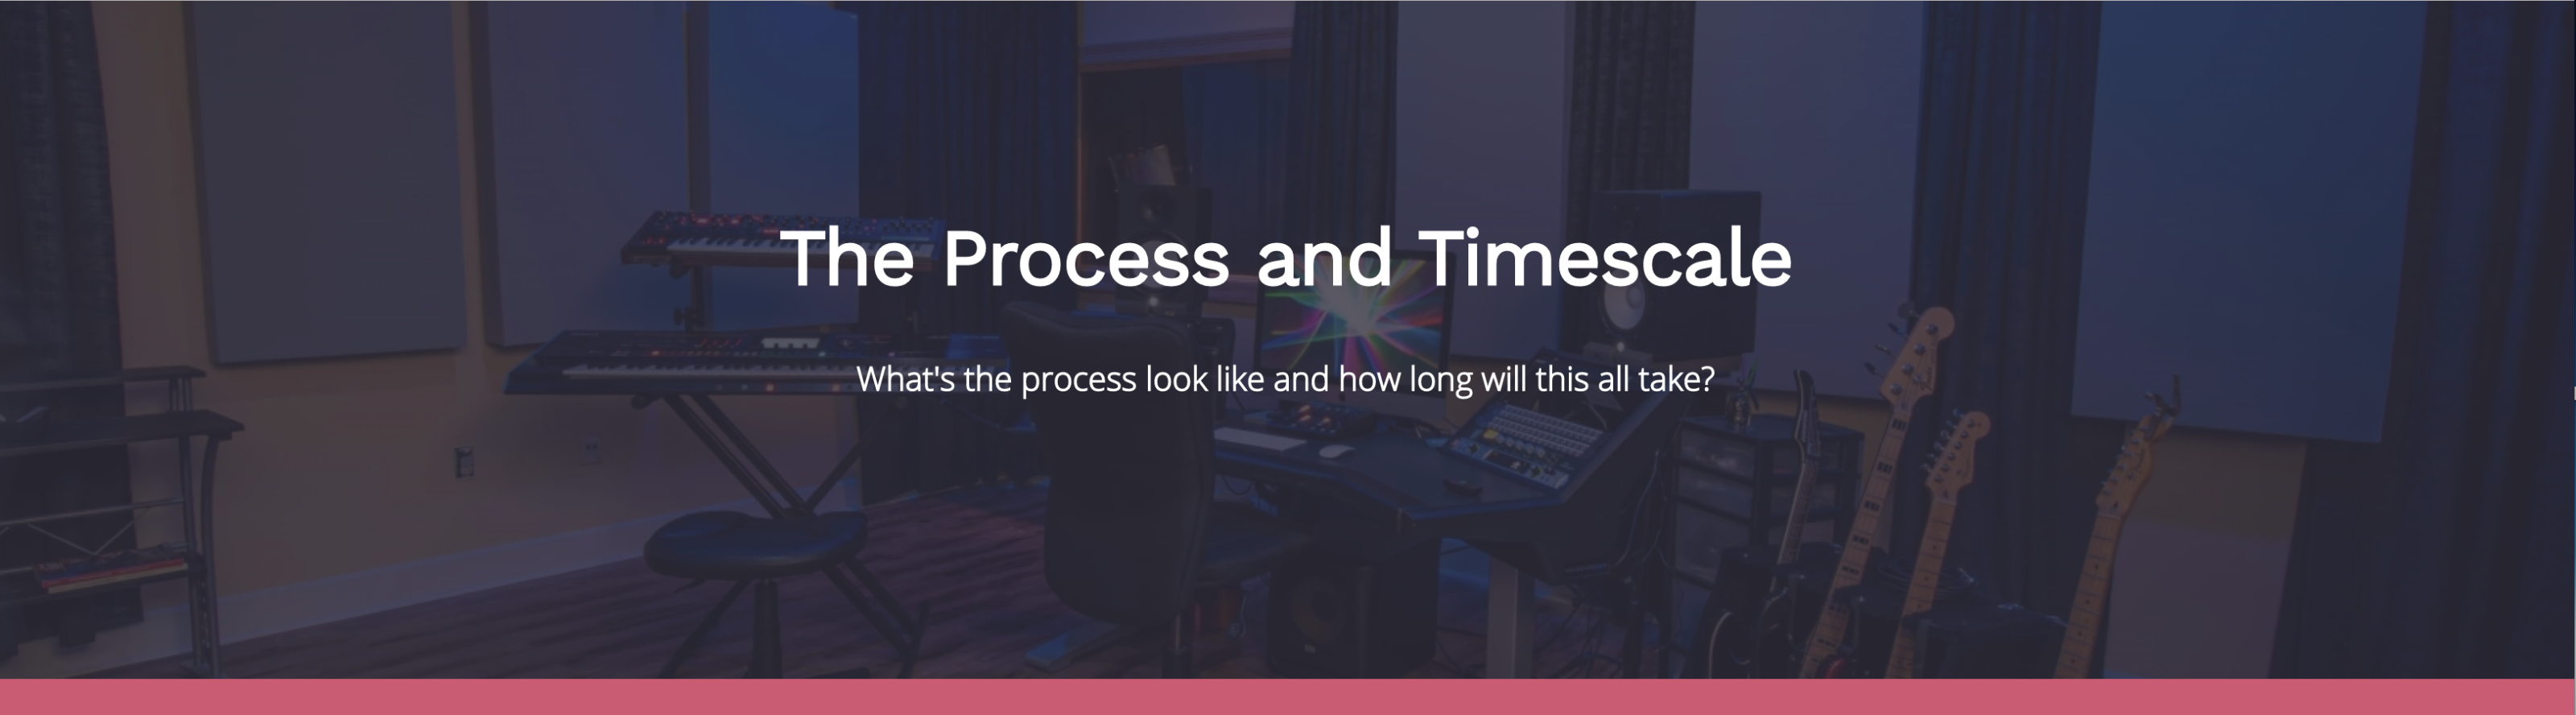 The Process and Timescale
What's the process look like and how long will this all take?